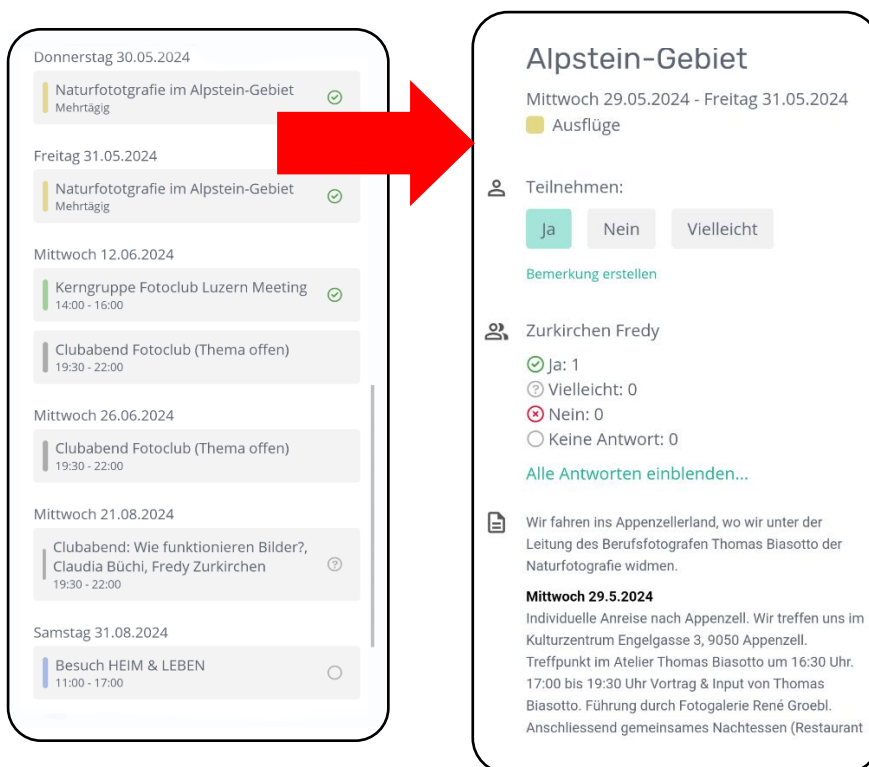 Donnerstag 30.05.2024
Naturfototgrafie im Alpstein-Gebiet
Mehrtägig
Freitag 31.05.2024
Naturfototgrafie im Alpstein-Gebiet
Mehrtägig
Mittwoch 12.06.2024
Kerngruppe Fotoclub Luzern Meeting
14:00 - 16:00
Clubabend Fotoclub (Thema offen)
19:30 - 22:00
Mittwoch 26.06.2024
Clubabend Fotoclub (Thema offen)
19:30 - 22:00
Mittwoch 21.08.2024
Clubabend: Wie funktionieren Bilder?,
Claudia Büchi, Fredy Zurkirchen
19:30 - 22:00
Samstag 31.08.2024
Besuch HEIM & LEBEN
11:00 - 17:00
Alpstein-Gebiet
Mittwoch 29.05.2024 - Freitag 31.05.2024
Ausflüge
Teilnehmen:
Ja Nein Vielleicht
Bemerkung erstellen
Zurkirchen Fredy
Ja: 1
Vielleicht: 0
Nein: 0
Keine Antwort: 0
Alle Antworten einblenden...
Wir fahren ins Appenzellerland, wo wir unter der
Leitung des Berufsfotografen Thomas Biasotto der
Naturfotografie widmen.
Mittwoch 29.5.2024
Individuelle Anreise nach Appenzell. Wir treffen uns im
Kulturzentrum Engelgasse 3, 9050 Appenzell.
Treffpunkt im Atelier Thomas Biasotto um 16:30 Uhr.
17:00 bis 19:30 Uhr Vortrag & Input von Thomas
Biasotto. Führung durch Fotogalerie René Groebl.
Anschliessend gemeinsames Nachtessen (Restaurant